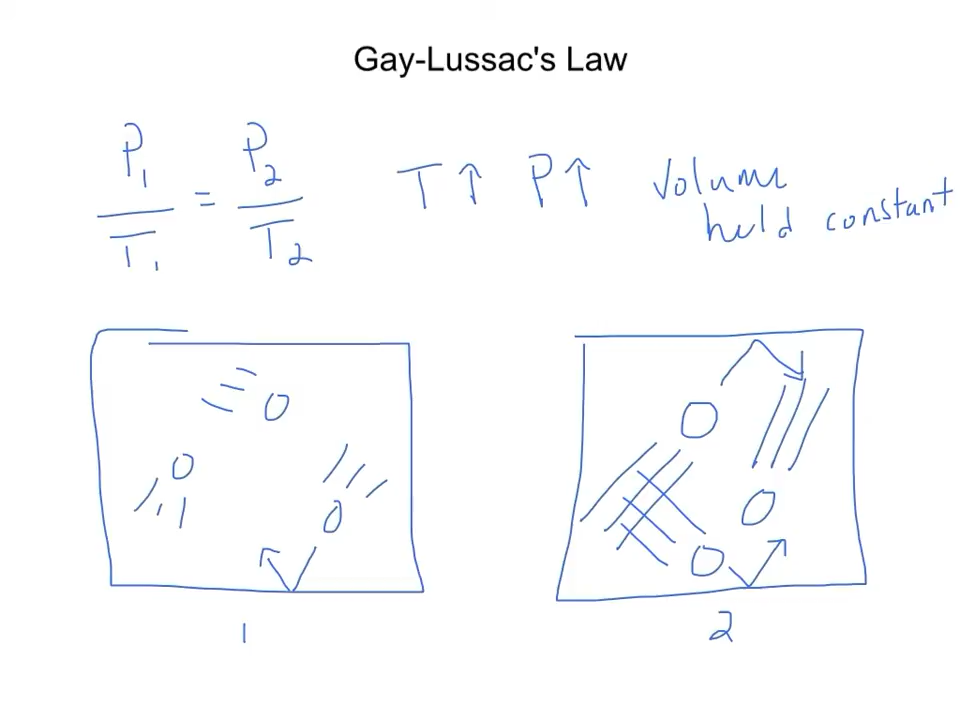 Gay-Lussac's Law
P₁/T₁ = P₂/T₂ T↑ P↑ Volume
held constant
1 2